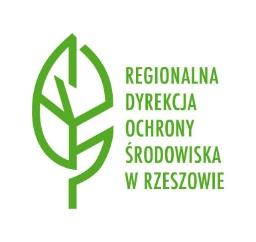 REGIONALNA
DYREKCJA
OCHRONY
ŚRODOWISKA
W RZESZOWIE